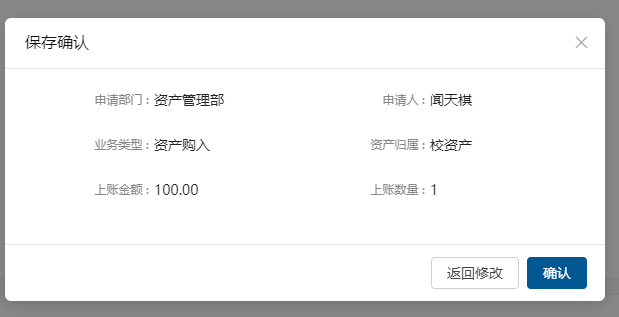 保存确认
申请部门：资产管理部 申请人：闻天棋
业务类型：资产购入 资产归属：校资产
上账金额：100.00 上账数量：1
返回修改 确认